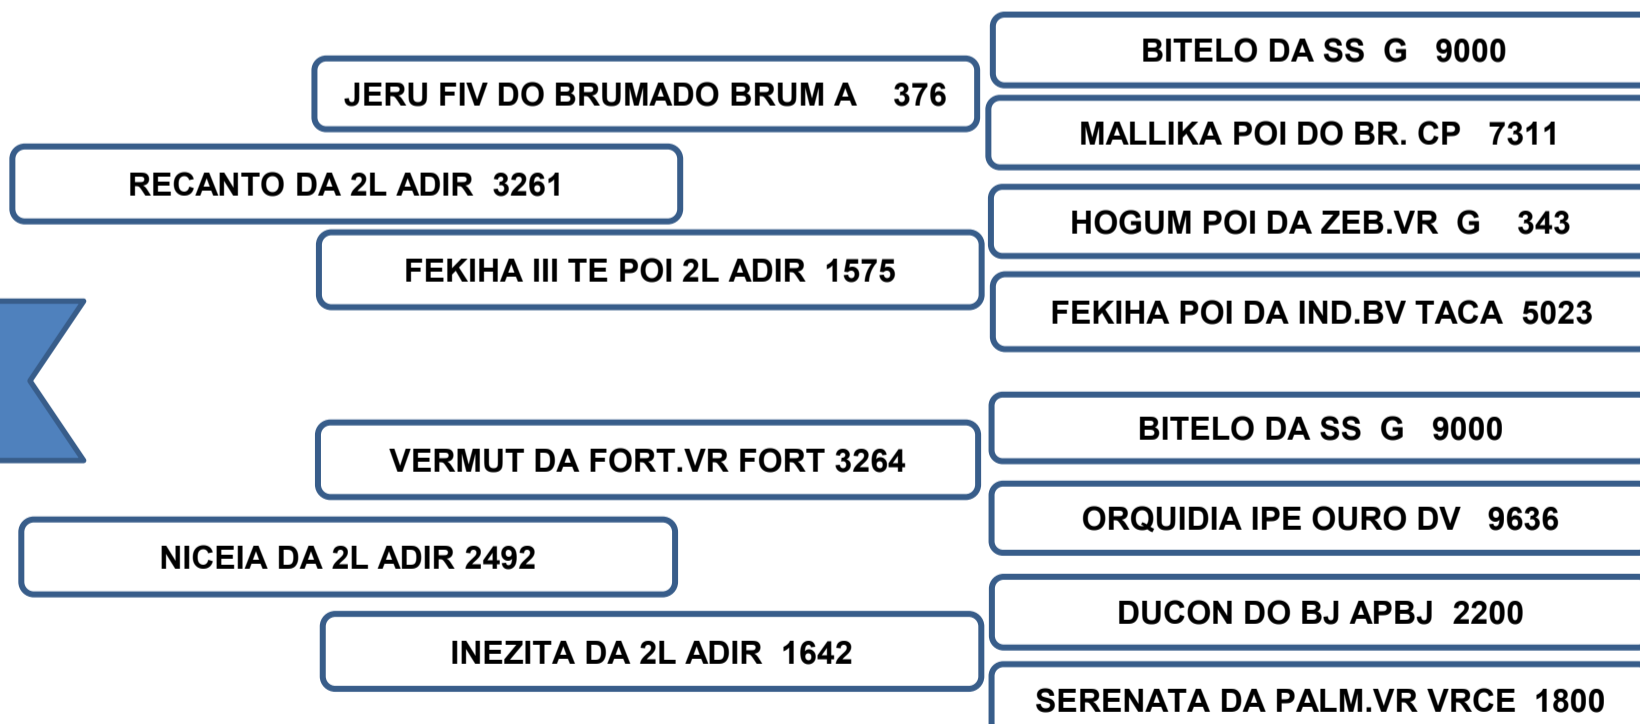 BITELO DA SS G 9000
JERU FIV DO BRUMADO BRUM A 376
MALLIKA POI DO BR. CP 7311
RECANTO DA 2L ADIR 3261
HOGUM POI DA ZEB.VR G 343
FEKIHA III TE POI 2L ADIR 1575
FEKIHA POI DA IND.BV TACA 5023
BITELO DA SS G 9000
VERMUT DA FORT.VR FORT 3264
ORQUIDIA IPE OURO DV 9636
NICEIA DA 2L ADIR 2492
DUCON DO BJ APBJ 2200
INEZITA DA 2L ADIR 1642
SERENATA DA PALM.VR VRCE 1800